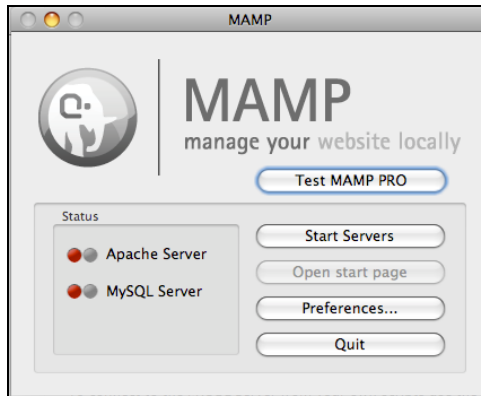 MAMP
MAMP
manage your website locally
Test MAMP PRO
Status
Apache Server
MySQL Server
Start Servers
Open start page
Preferences...
Quit